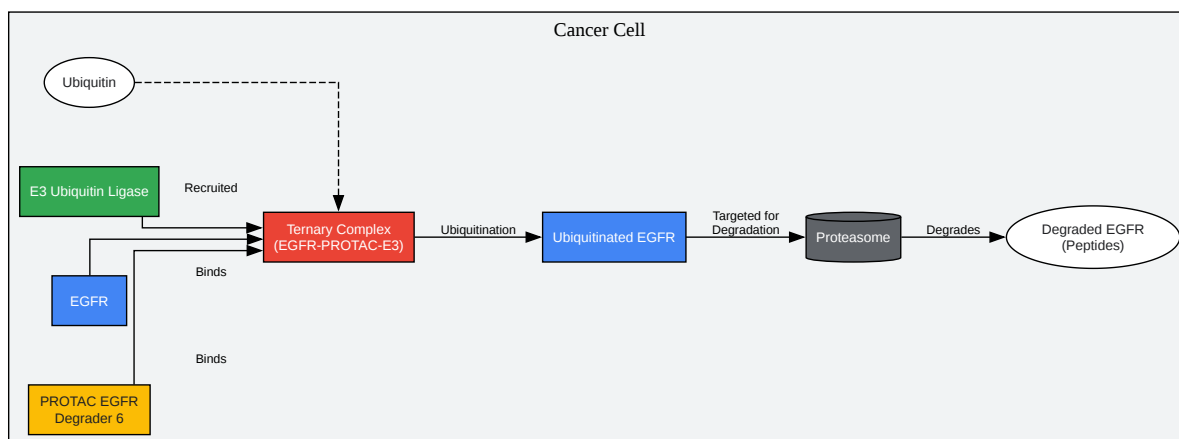 Cancer Cell
Ubiquitin
E3 Ubiquitin Ligase
Recruited
Ternary Complex
(EGFR-PROTAC-E3)
Ubiquitination
Ubiquitinated EGFR
Targeted for
Degradation
Proteasome
Degrades
Degraded EGFR
(Peptides)
Binds
EGFR
Binds
PROTAC EGFR
Degrader 6